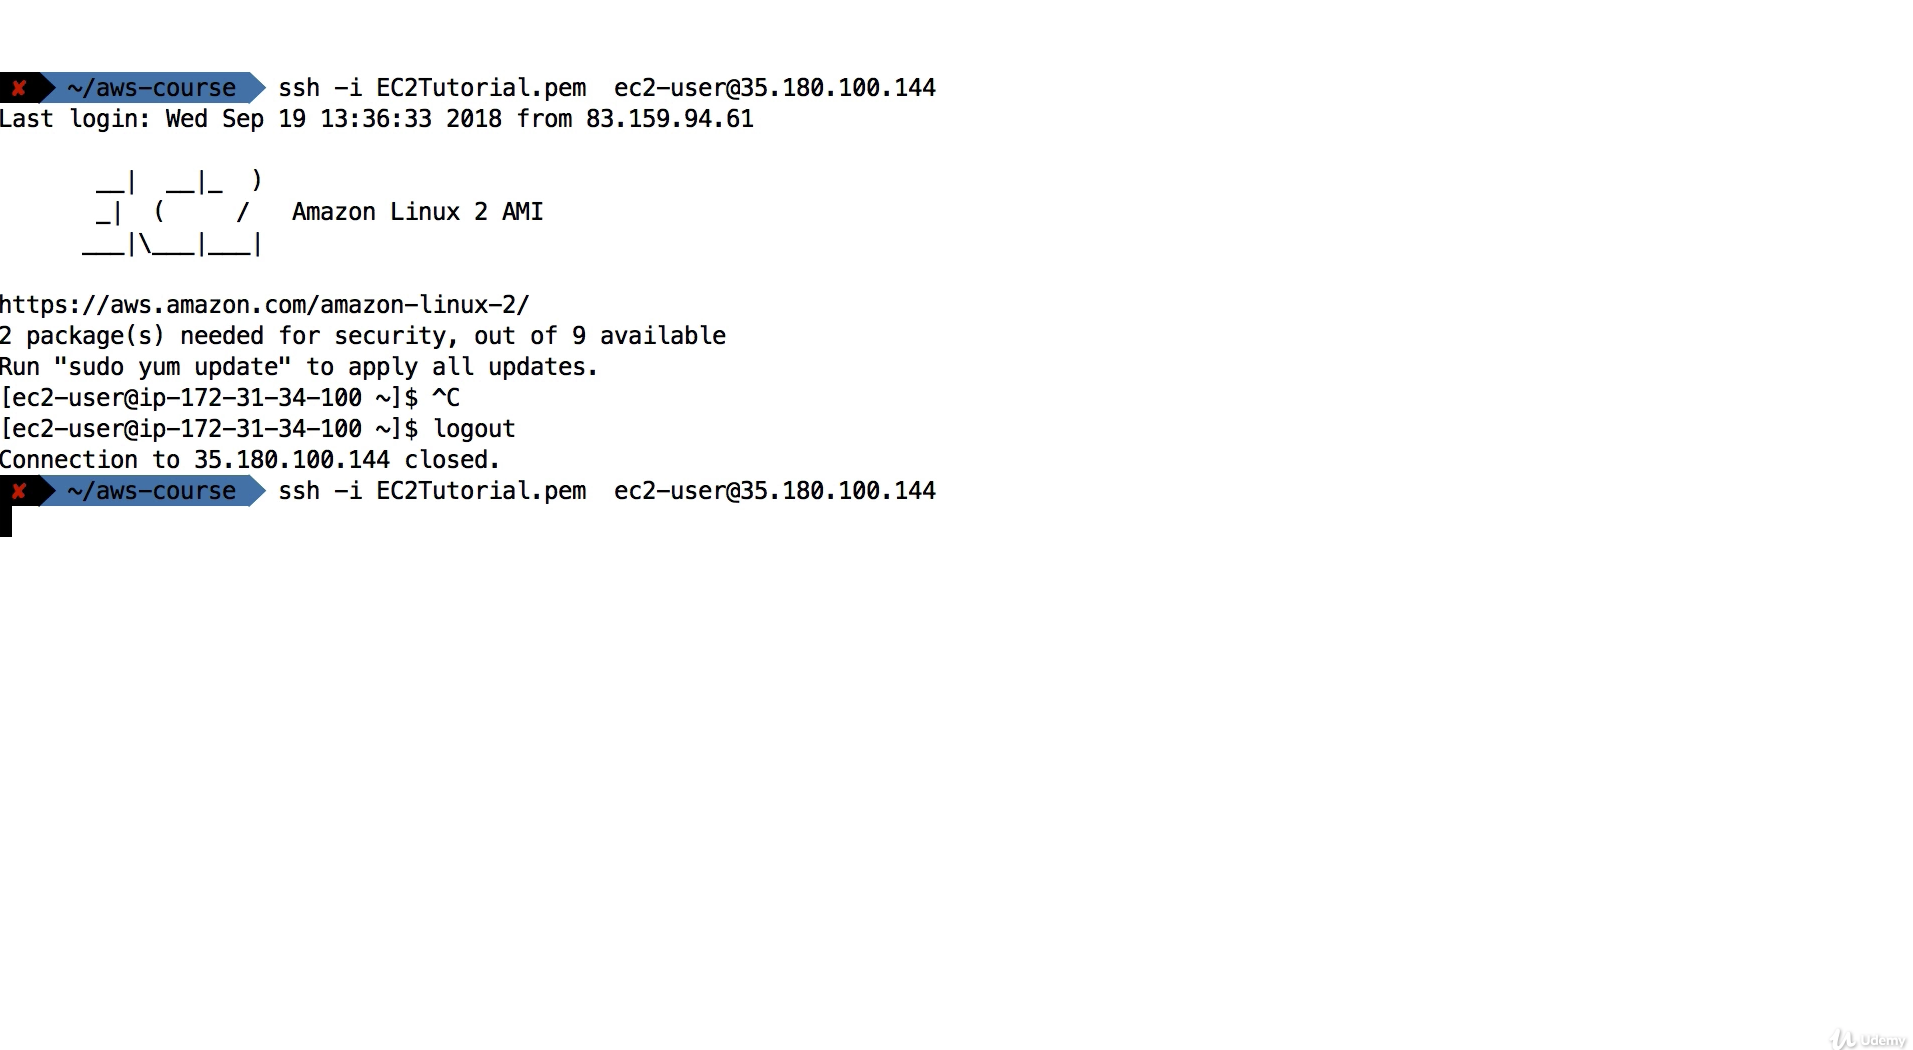 ✘ ~/aws-course ssh -i EC2Tutorial.pem  ec2-user@35.180.100.144
Last login: Wed Sep 19 13:36:33 2018 from 83.159.94.61
       __|  __|_  )
       _|  (     /   Amazon Linux 2 AMI
      ___|\___|___|
https://aws.amazon.com/amazon-linux-2/
2 package(s) needed for security, out of 9 available
Run "sudo yum update" to apply all updates.
[ec2-user@ip-172-31-34-100 ~]$ ^C
[ec2-user@ip-172-31-34-100 ~]$ logout
Connection to 35.180.100.144 closed.
✘ ~/aws-course ssh -i EC2Tutorial.pem  ec2-user@35.180.100.144
Udemy